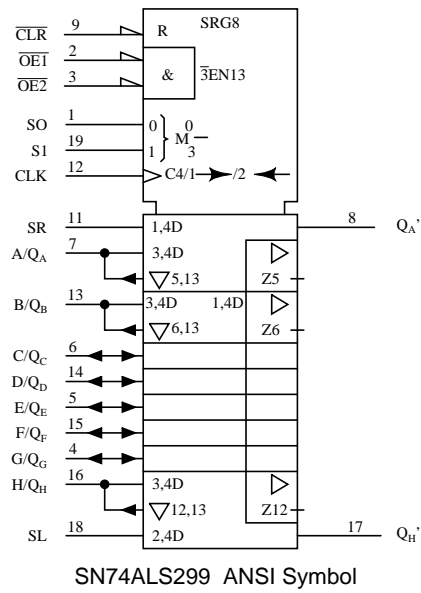 9 CLR R SRG8
2 OE1
3 OE2 & 3EN13
1 SO 0 M 0
19 S1 1 3
12 CLK C4/1 /2
SR 11 1,4D 8 QA'
A/QA 7 3,4D
5,13 Z5
B/QB 13 3,4D 1,4D
6,13 Z6
C/QC 6
D/QD 14
E/QE 5
F/QF 15
G/QG 4
H/QH 16 3,4D
12,13 Z12
SL 18 2,4D 17 QH'
SN74ALS299 ANSI Symbol